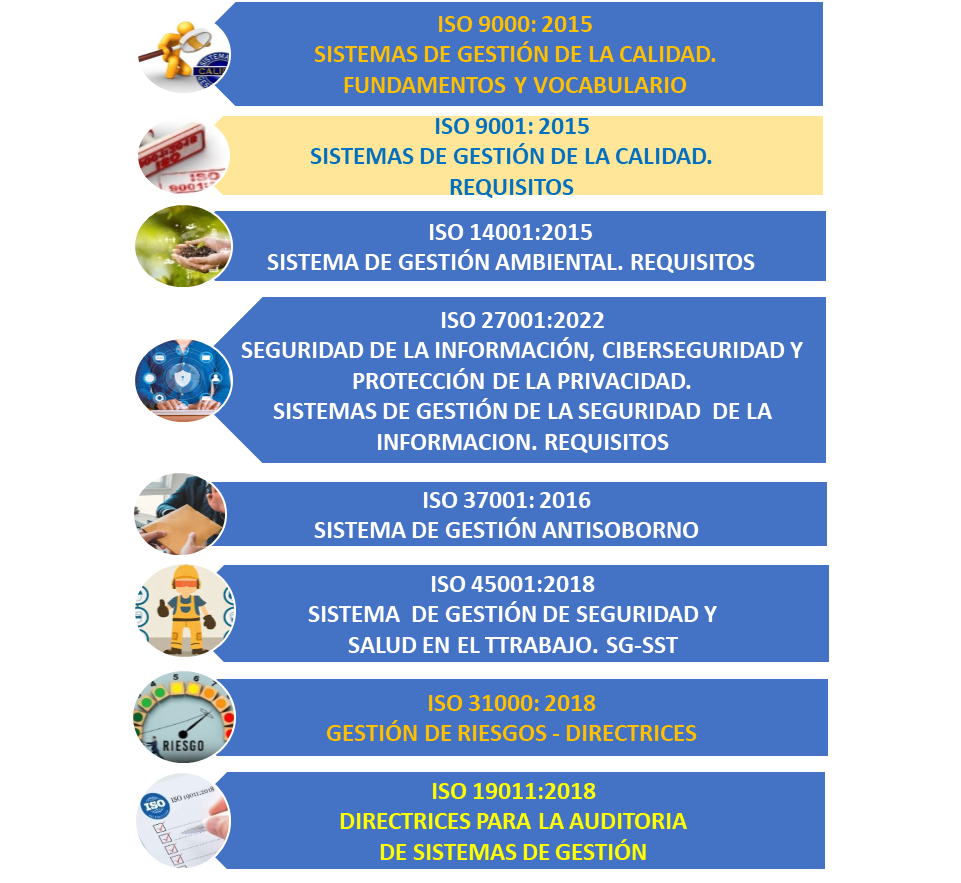 ISO 9000: 2015
SISTEMAS DE GESTIÓN DE LA CALIDAD.
FUNDAMENTOS Y VOCABULARIO
CALI
ISO 9001: 2015
SISTEMAS DE GESTIÓN DE LA CALIDAD.
REQUISITOS
ISO
ISO
9001:
ISO 14001:2015
SISTEMA DE GESTIÓN AMBIENTAL. REQUISITOS
ISO 27001:2022
SEGURIDAD DE LA INFORMACIÓN, CIBERSEGURIDAD Y
PROTECCIÓN DE LA PRIVACIDAD.
SISTEMAS DE GESTIÓN DE LA SEGURIDAD DE LA
INFORMACION. REQUISITOS
ISO 37001: 2016
SISTEMA DE GESTIÓN ANTISOBORNO
ISO 45001:2018
SISTEMA DE GESTIÓN DE SEGURIDAD Y
SALUD EN EL TTRABAJO. SG-SST
4 5 6 7
RIESGO
ISO 31000: 2018
GESTIÓN DE RIESGOS - DIRECTRICES
ISO
ISO 19011:2018
ISO 19011:2018
DIRECTRICES PARA LA AUDITORIA
DE SISTEMAS DE GESTIÓN